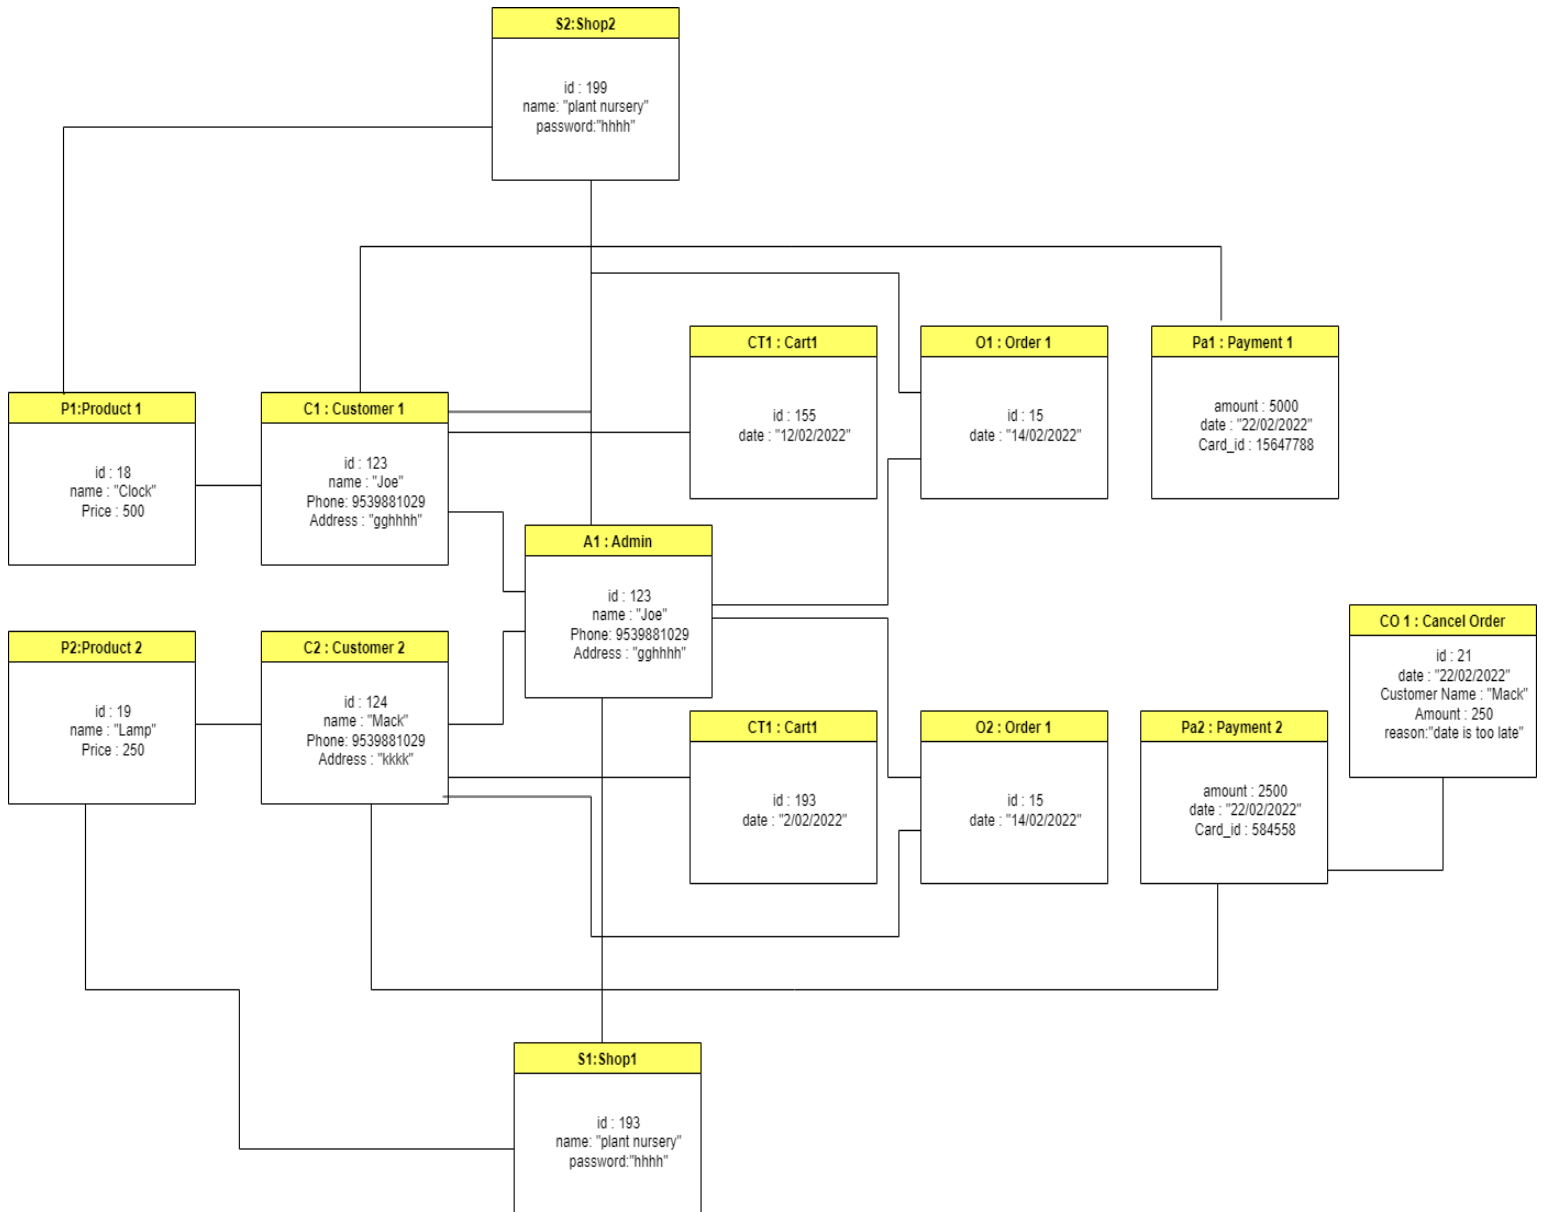 S2:Shop2
id : 199
name: "plant nursery"
password:"hhhh"
CT1 : Cart1
id : 155
date : "12/02/2022"
O1 : Order 1
id : 15
date : "14/02/2022"
Pa1 : Payment 1
amount : 5000
date : "22/02/2022"
Card_id : 15647788
P1:Product 1
id : 18
name : "Clock"
Price : 500
C1 : Customer 1
id : 123
name : "Joe"
Phone: 9539881029
Address : "gghhhh"
A1 : Admin
id : 123
name : "Joe"
Phone: 9539881029
Address : "gghhhh"
CO 1 : Cancel Order
id : 21
date : "22/02/2022"
Customer Name : "Mack"
Amount : 250
reason:"date is too late"
P2:Product 2
id : 19
name : "Lamp"
Price : 250
C2 : Customer 2
id : 124
name : "Mack"
Phone: 9539881029
Address : "kkkk"
CT1 : Cart1
id : 193
date : "2/02/2022"
O2 : Order 1
id : 15
date : "14/02/2022"
Pa2 : Payment 2
amount : 2500
date : "22/02/2022"
Card_id : 584558
S1:Shop1
id : 193
name: "plant nursery"
password:"hhhh"